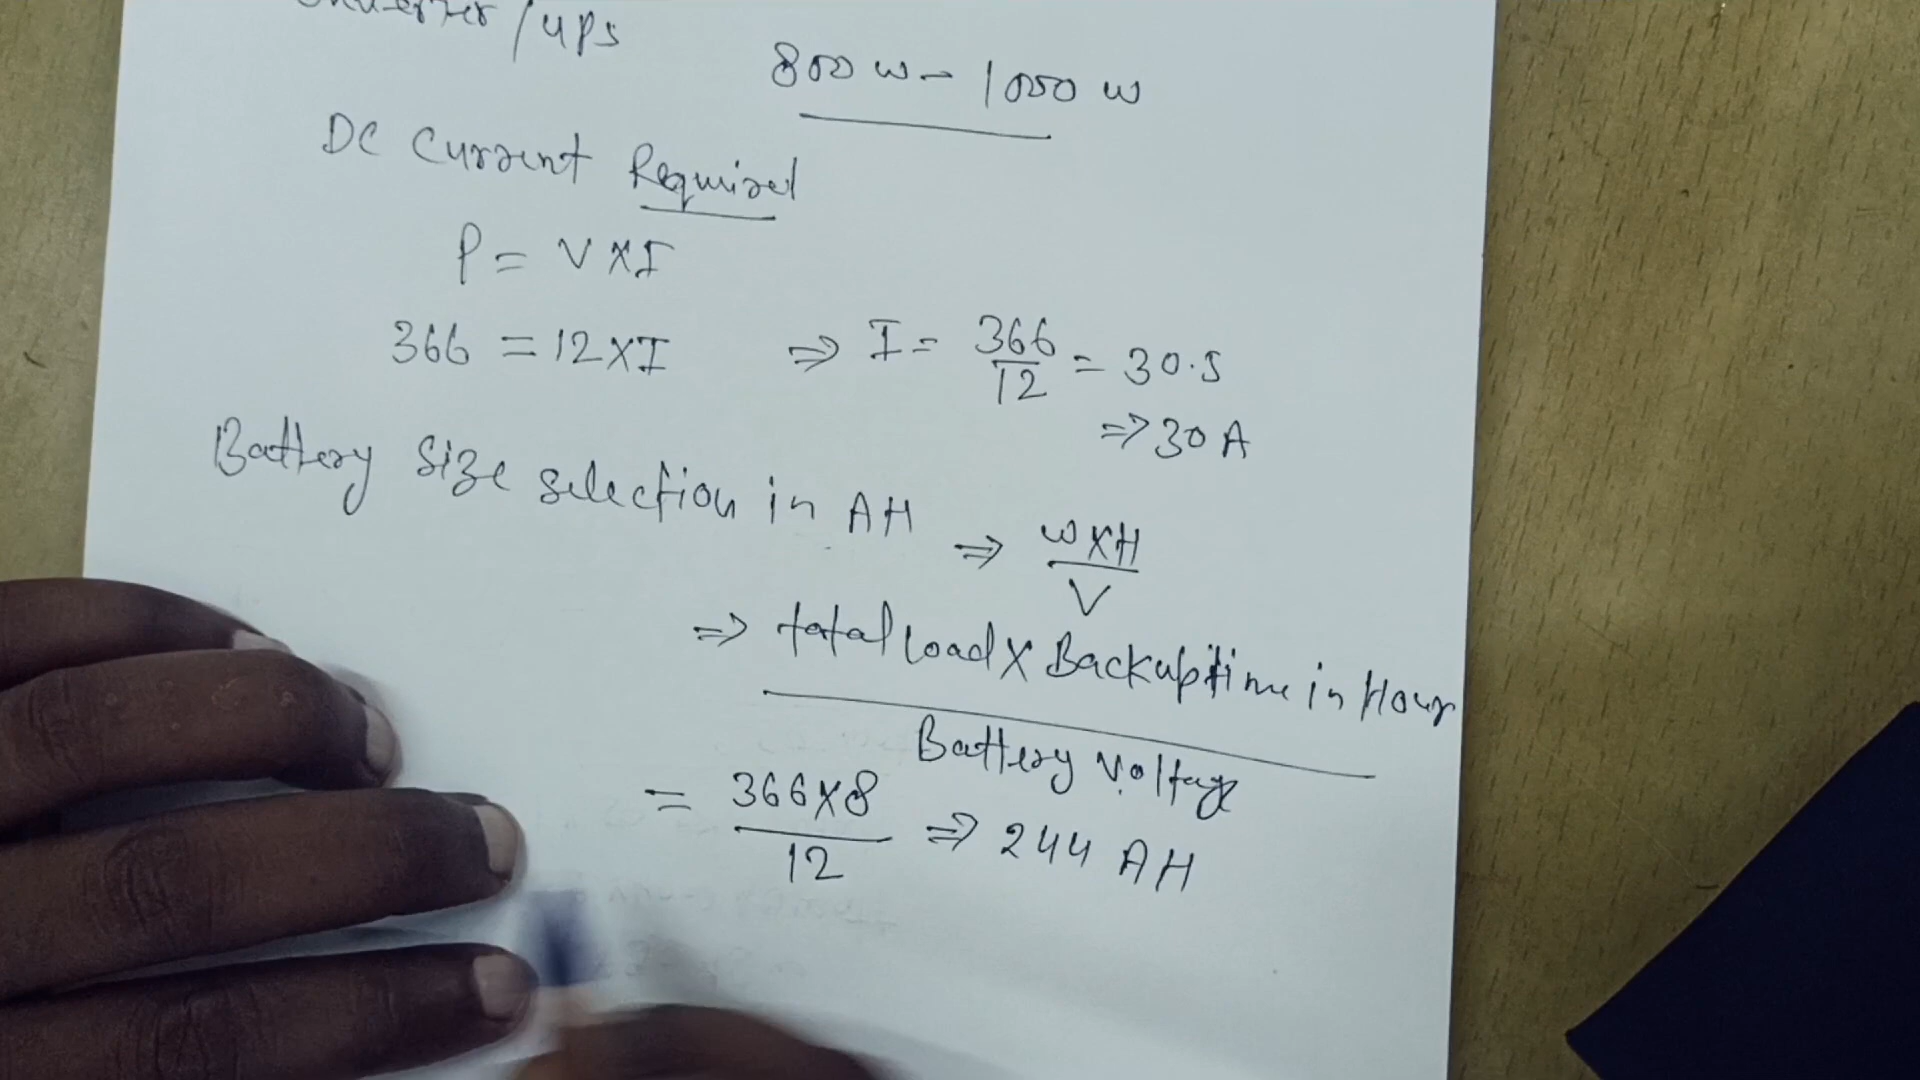 /ups
800 w - 1000 w
DC Current Required
P = V X I
366 = 12 X I ⇒ I = 366/12 = 30.5
⇒ 30 A
Battery Size selection in AH ⇒ W X H / V
⇒ total load X Backup time in Hour / Battery Voltage
= 366 X 8 / 12 ⇒ 244 AH